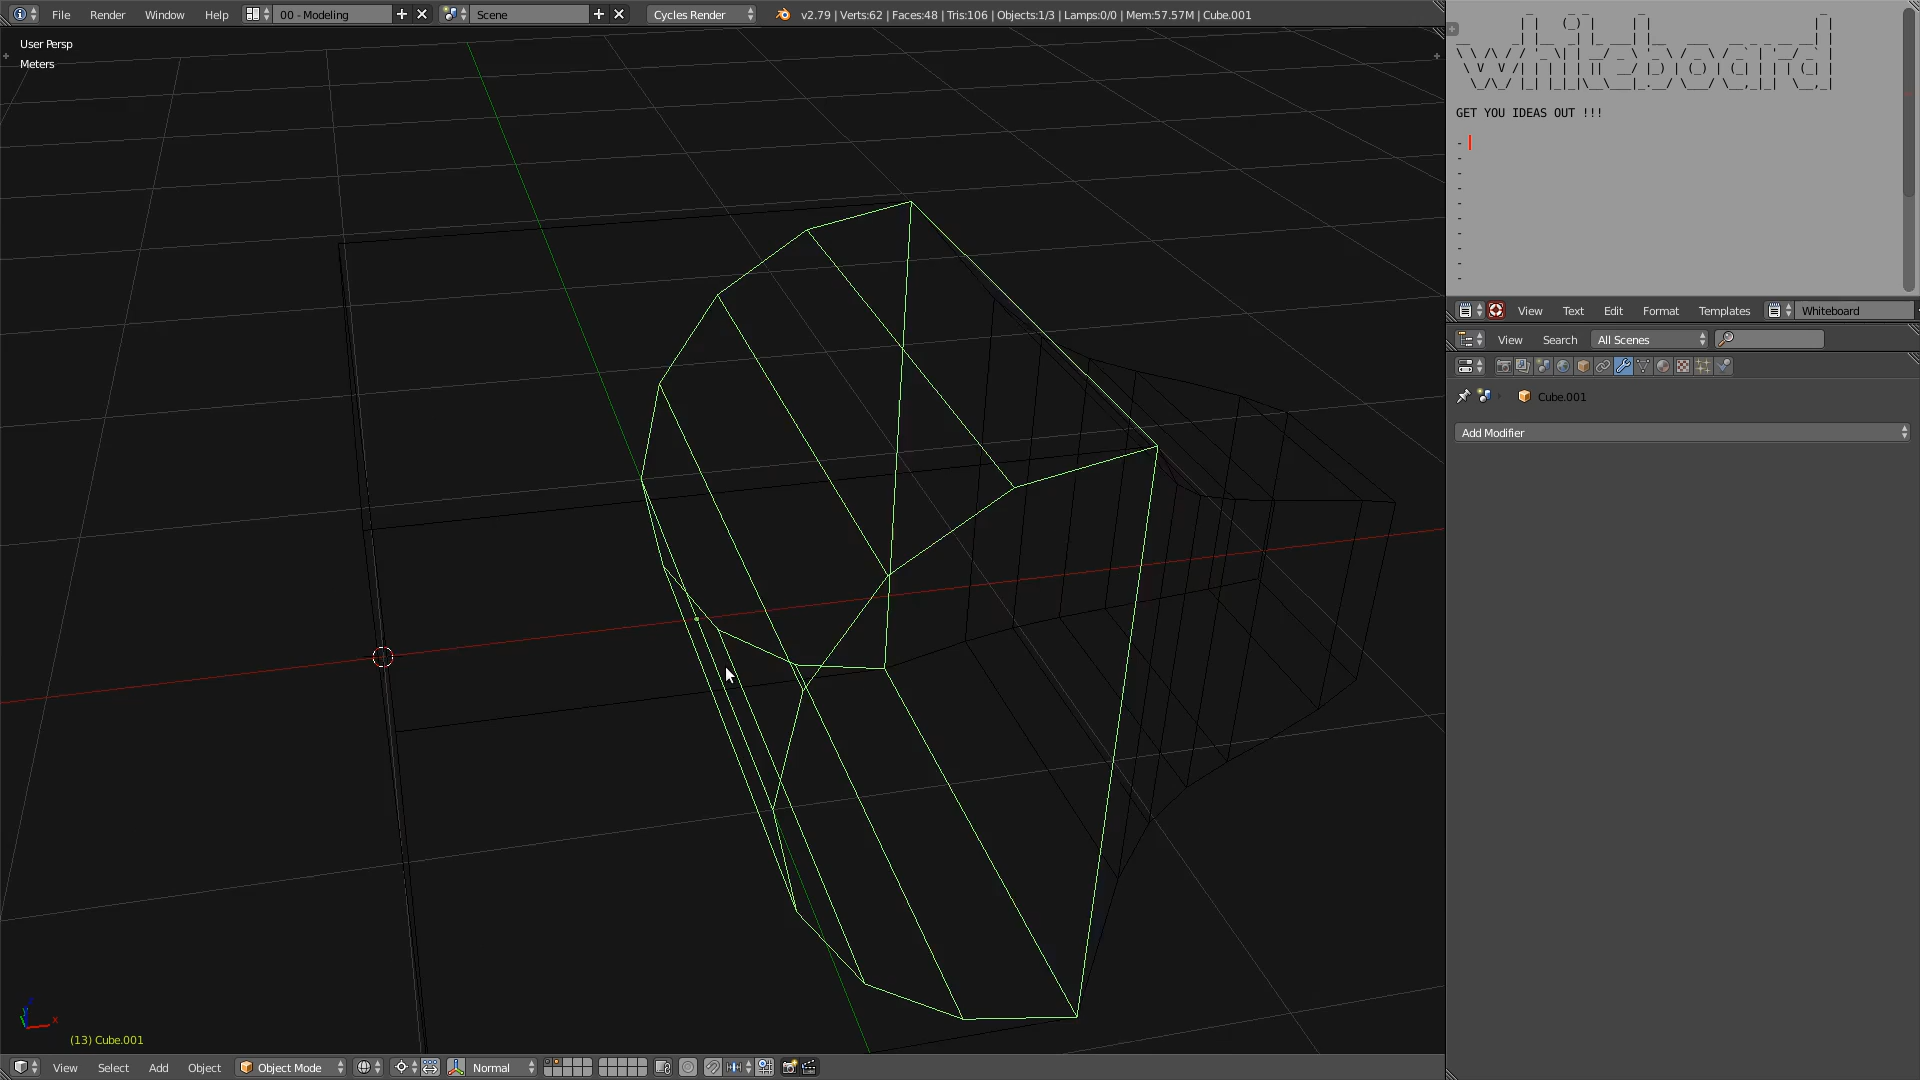 File Render Window Help 00 - Modeling Scene Cycles Render v2.79 | Verts:62 | Faces:48 | Tris:106 | Objects:1/3 | Lamps:0/0 | Mem:57.57M | Cube.001
User Persp
Meters
whiteboard
GET YOU IDEAS OUT !!!
-
-
-
-
-
-
-
-
-
-
View Text Edit Format Templates Whiteboard
View Search All Scenes
Cube.001
Add Modifier
x
(13) Cube.001
View Select Add Object Object Mode Normal